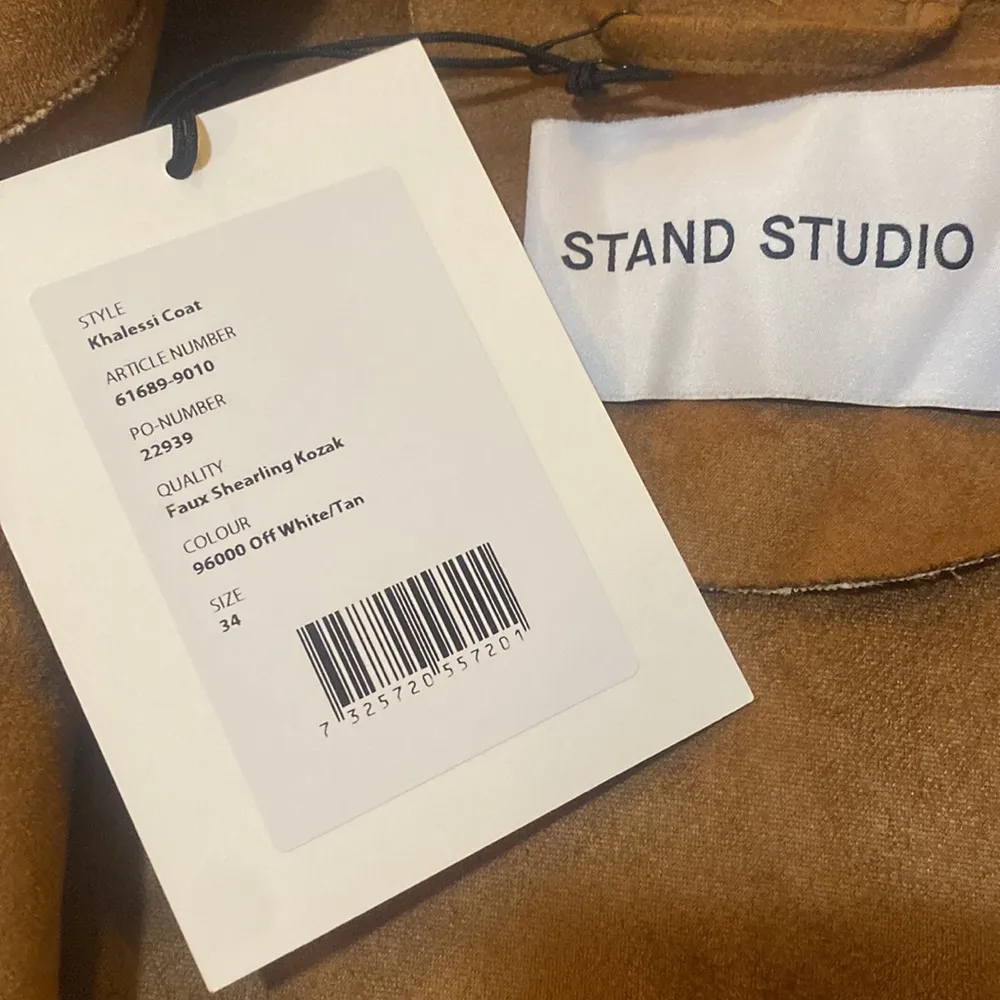 STAND STUDIO
STYLE
Khalessi Coat
ARTICLE NUMBER
61689-9010
PO-NUMBER
22939
QUALITY
Faux Shearling Kozak
COLOUR
96000 Off White/Tan
SIZE
34
7 325720 557201